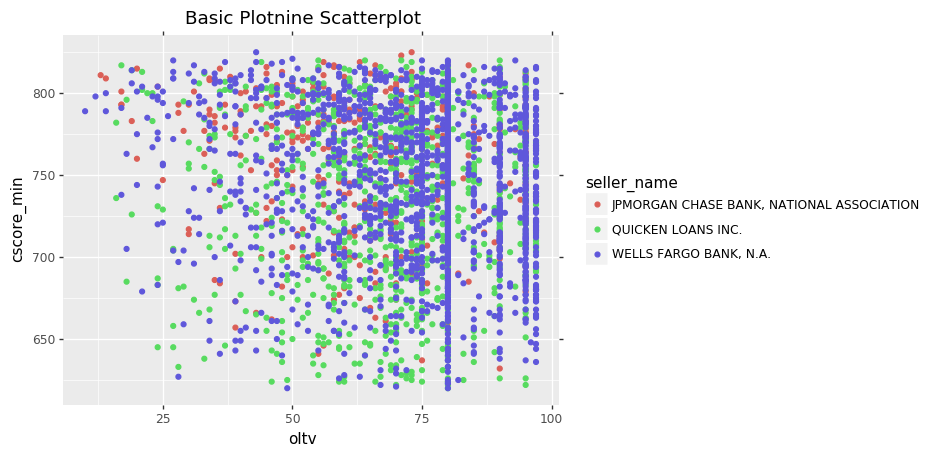 Basic Plotnine Scatterplot
800
750
700
650
cscore_min
25
50
75
100
oltv
seller_name
JPMORGAN CHASE BANK, NATIONAL ASSOCIATION
QUICKEN LOANS INC.
WELLS FARGO BANK, N.A.